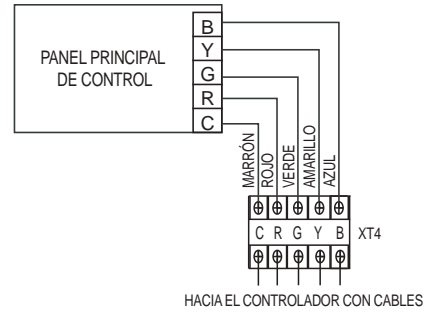 PANEL PRINCIPAL
DE CONTROL
B
Y
G
R
C
MARRÓN
ROJO
VERDE
AMARILLO
AZUL
C R G Y B XT4
HACIA EL CONTROLADOR CON CABLES